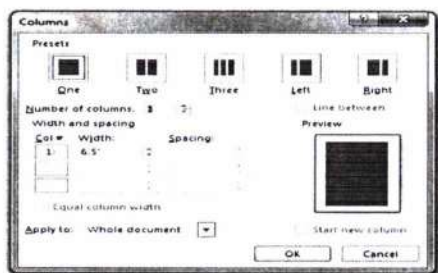 Columns
Presets
One Two Three Left Right
Number of columns: 1
Line between
Width and spacing
Preview
Col # Width: Spacing:
1: 6.5"
Equal column width
Apply to: Whole document
Start new column
OK Cancel